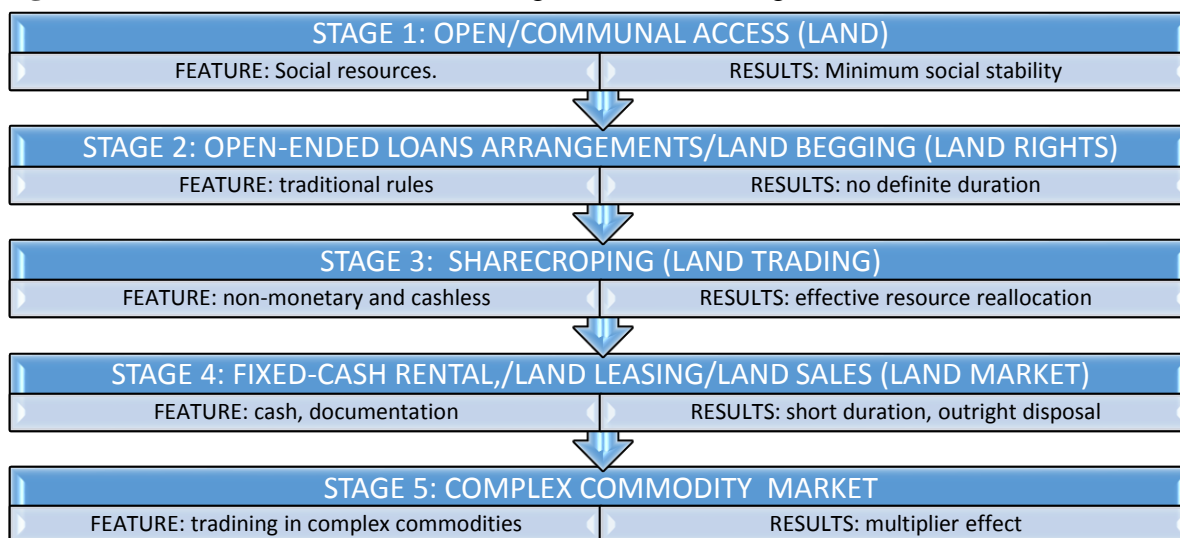 STAGE 1: OPEN/COMMUNAL ACCESS (LAND)
FEATURE: Social resources.
RESULTS: Minimum social stability
STAGE 2: OPEN-ENDED LOANS ARRANGEMENTS/LAND BEGGING (LAND RIGHTS)
FEATURE: traditional rules
RESULTS: no definite duration
STAGE 3: SHARECROPING (LAND TRADING)
FEATURE: non-monetary and cashless
RESULTS: effective resource reallocation
STAGE 4: FIXED-CASH RENTAL,/LAND LEASING/LAND SALES (LAND MARKET)
FEATURE: cash, documentation
RESULTS: short duration, outright disposal
STAGE 5: COMPLEX COMMODITY MARKET
FEATURE: tradining in complex commodities
RESULTS: multiplier effect